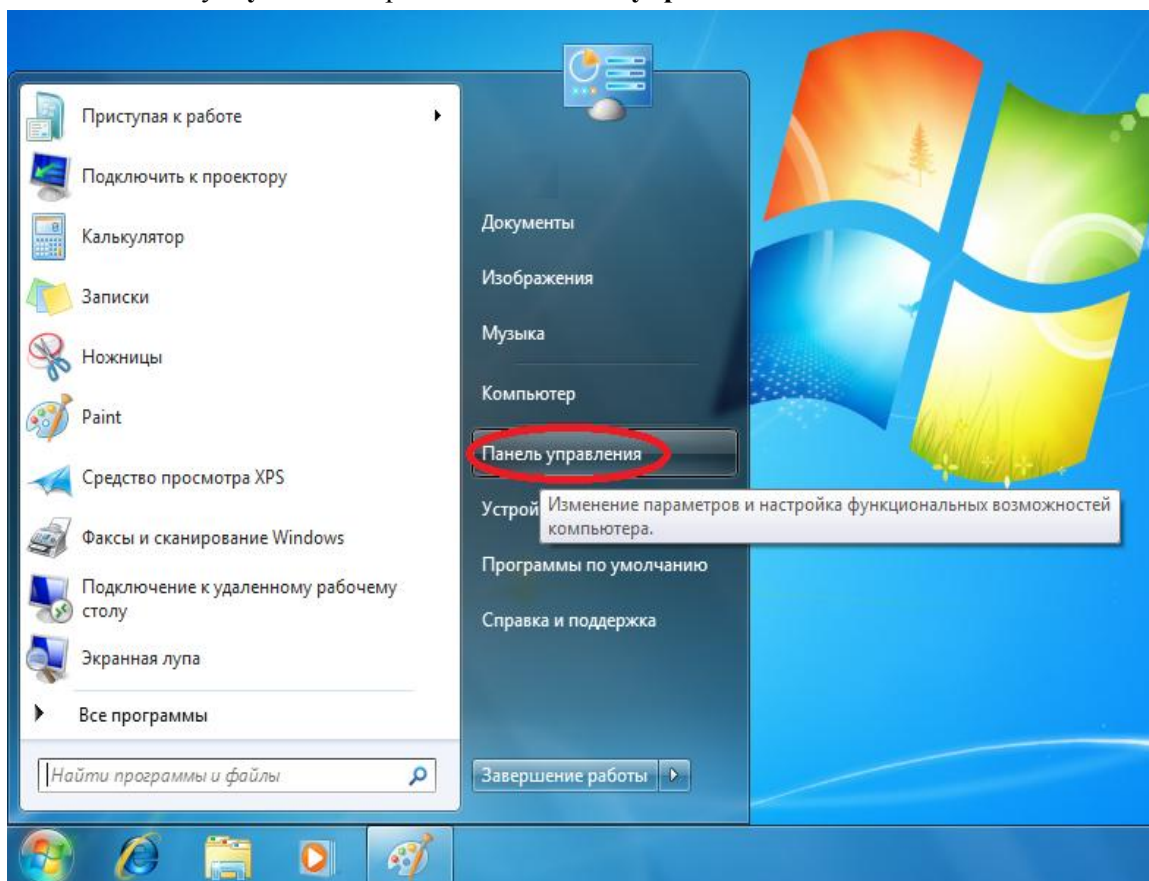 Приступая к работе
Подключить к проектору
Калькулятор
Записки
Ножницы
Paint
Средство просмотра XPS
Факсы и сканирование Windows
Подключение к удаленному рабочему
столу
Экранная лупа
Все программы
Найти программы и файлы
Документы
Изображения
Музыка
Компьютер
Панель управления
Изменение параметров и настройка функциональных возможностей
компьютера.
Программы по умолчанию
Справка и поддержка
Завершение работы